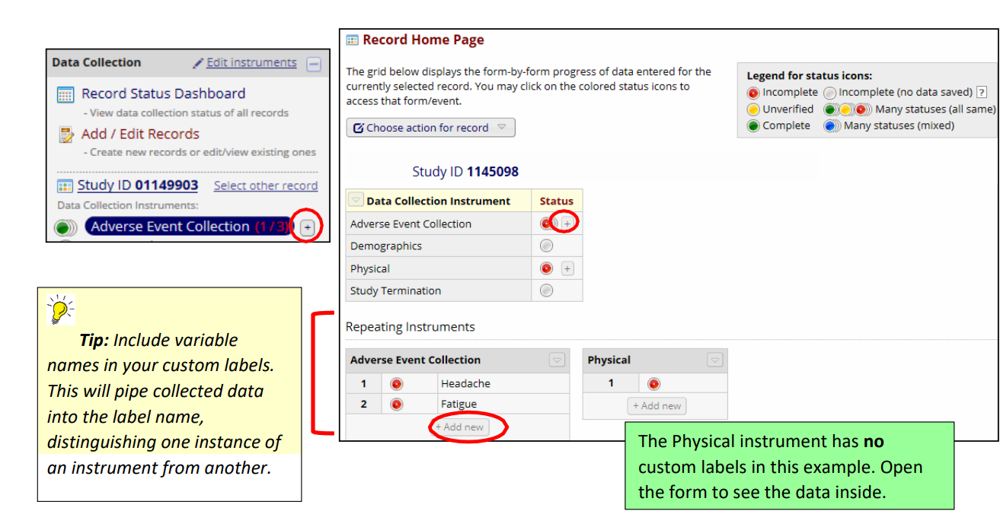 Data Collection
Edit instruments
Record Status Dashboard
- View data collection status of all records
Add / Edit Records
- Create new records or edit/view existing ones
Study ID 01149903
Select other record
Data Collection Instruments:
Adverse Event Collection (1 / 3)
+
Tip: Include variable
names in your custom labels.
This will pipe collected data
into the label name,
distinguishing one instance of
an instrument from another.
Record Home Page
The grid below displays the form-by-form progress of data entered for the
currently selected record. You may click on the colored status icons to
access that form/event.
Choose action for record
Legend for status icons:
Incomplete Incomplete (no data saved) ?
Unverified Many statuses (all same)
Complete Many statuses (mixed)
Study ID 1145098
Data Collection Instrument Status
Adverse Event Collection +
Demographics
Physical +
Study Termination
Repeating Instruments
Adverse Event Collection
1 Headache
2 Fatigue
+ Add new
Physical
1
+ Add new
The Physical instrument has no
custom labels in this example. Open
the form to see the data inside.